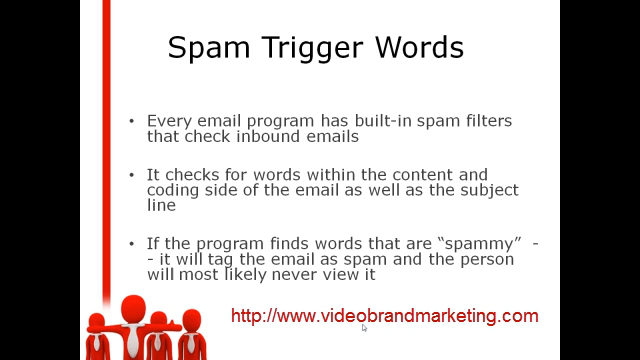 Spam Trigger Words
• Every email program has built-in spam filters
that check inbound emails
• It checks for words within the content and
coding side of the email as well as the subject
line
• If the program finds words that are “spammy” -
- it will tag the email as spam and the person
will most likely never view it
http://www.videobrandmarketing.com